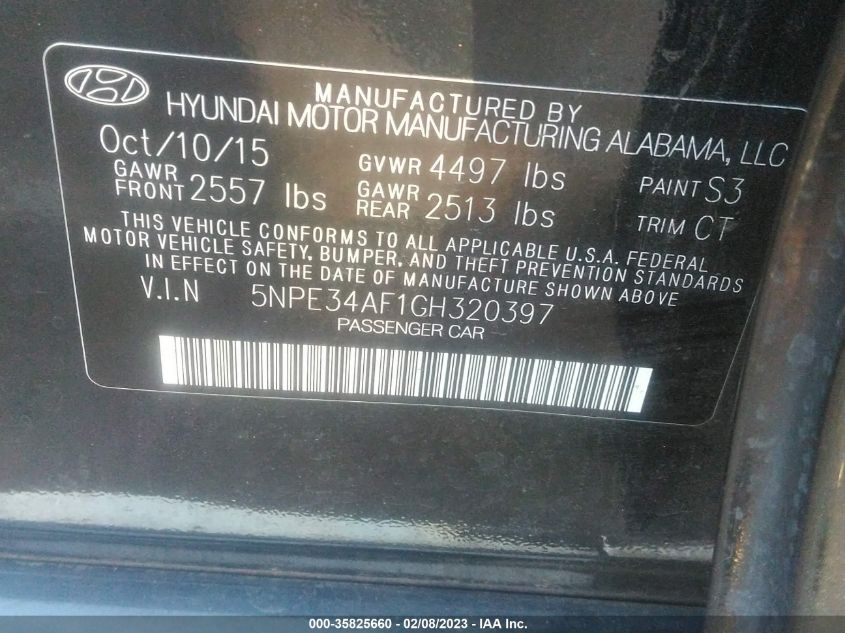 MANUFACTURED BY
HYUNDAI MOTOR MANUFACTURING ALABAMA, LLC
Oct/10/15 GVWR 4497 lbs PAINT S3
GAWR FRONT 2557 lbs GAWR REAR 2513 lbs TRIM CT
THIS VEHICLE CONFORMS TO ALL APPLICABLE U.S.A. FEDERAL
MOTOR VEHICLE SAFETY, BUMPER, AND THEFT PREVENTION STANDARDS
IN EFFECT ON THE DATE OF MANUFACTURE SHOWN ABOVE
V.I.N 5NPE34AF1GH320397
PASSENGER CAR
000-35825660 - 02/08/2023 - IAA Inc.